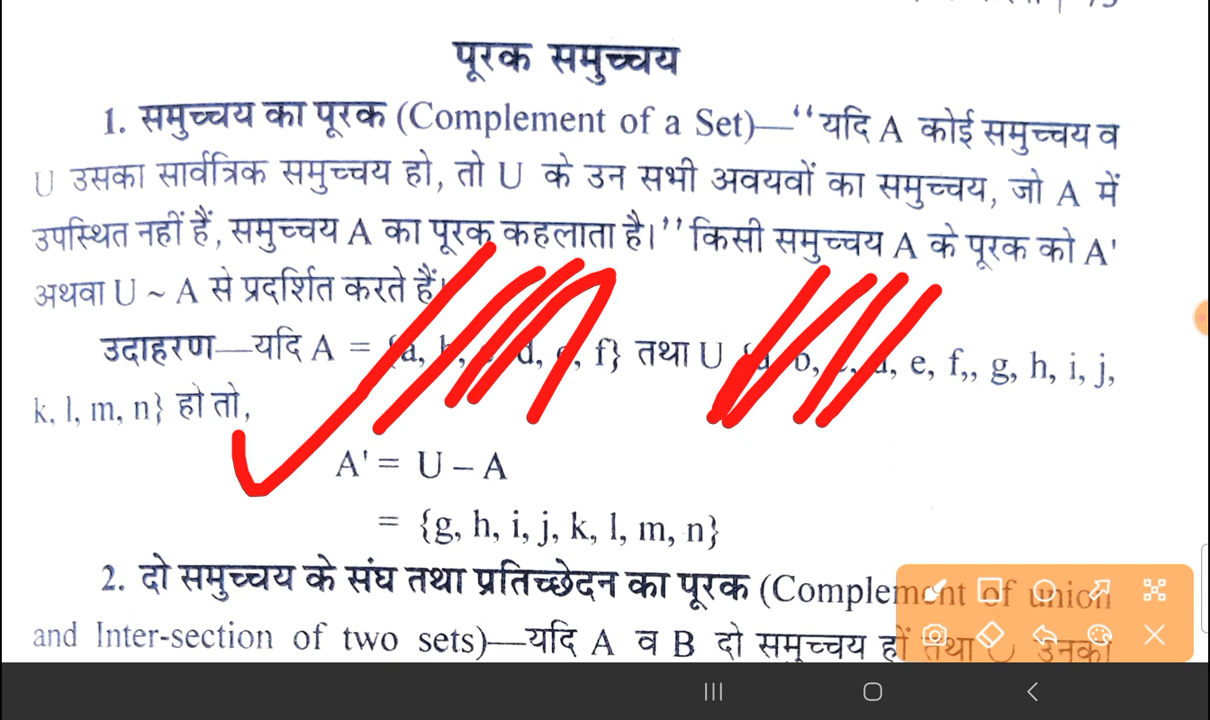 पूरक समुच्चय
1. समुच्चय का पूरक (Complement of a Set)—‘‘यदि A कोई समुच्चय व
U उसका सार्वत्रिक समुच्चय हो, तो U के उन सभी अवयवों का समुच्चय, जो A में
उपस्थित नहीं हैं, समुच्चय A का पूरक कहलाता है।’’ किसी समुच्चय A के पूरक को A'
अथवा U ~ A से प्रदर्शित करते हैं।
उदाहरण—यदि A = {a, b, d, f} तथा U b, e, f,, g, h, i, j,
k, l, m, n} हो तो,
A' = U – A
= {g, h, i, j, k, l, m, n}
2. दो समुच्चय के संघ तथा प्रतिच्छेदन का पूरक (Complement of union
and Inter-section of two sets)—यदि A व B दो समुच्चय हों तथा U उनका